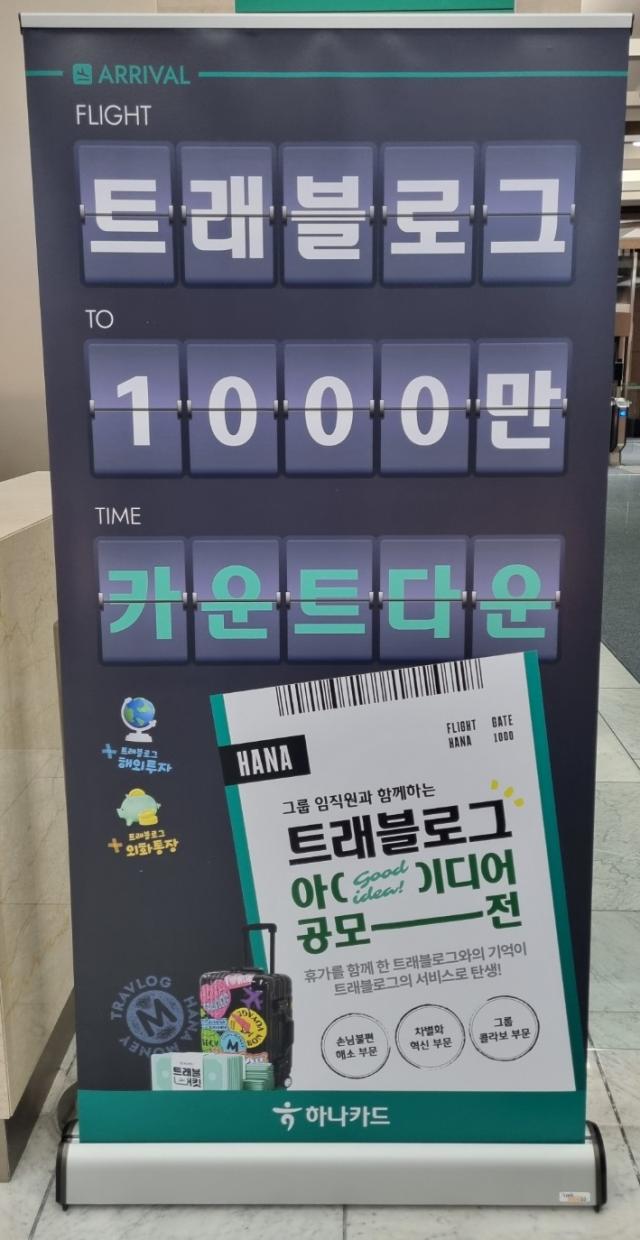 ARRIVAL
FLIGHT
트래블로그
TO
1000만
TIME
카운트다운
+ 트래블로그
해외투자
+ 트래블로그
외화통장
HANA
FLIGHT GATE
HANA 1000
그룹 임직원과 함께하는
트래블로그
아( Good idea! )이디어
공모 전
휴가를 함께 한 트래블로그와의 기억이
트래블로그의 서비스로 탄생!
손님불편
해소 부문
차별화
혁신 부문
그룹
콜라보 부문
TRAVLOG HANA MONEY
M
하나카드